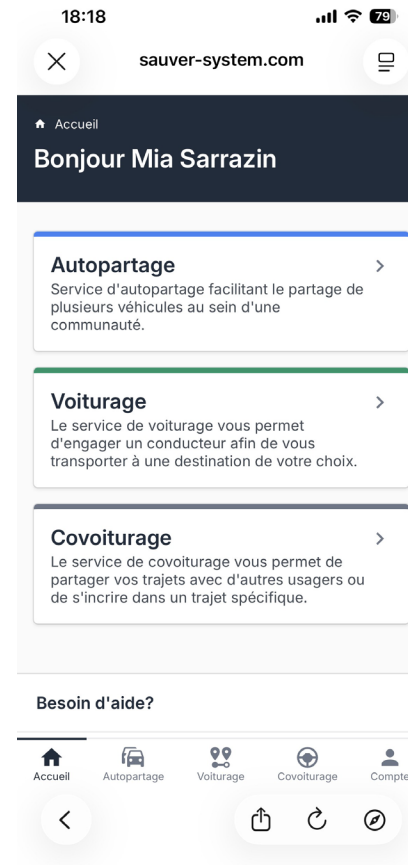 18:18
79
sauver-system.com
Accueil
Bonjour Mia Sarrazin
Autopartage
Service d'autopartage facilitant le partage de
plusieurs véhicules au sein d'une
communauté.
Voiturage
Le service de voiturage vous permet
d'engager un conducteur afin de vous
transporter à une destination de votre choix.
Covoiturage
Le service de covoiturage vous permet de
partager vos trajets avec d'autres usagers ou
de s'incrire dans un trajet spécifique.
Besoin d'aide?
Accueil
Autopartage
Voiturage
Covoiturage
Compte